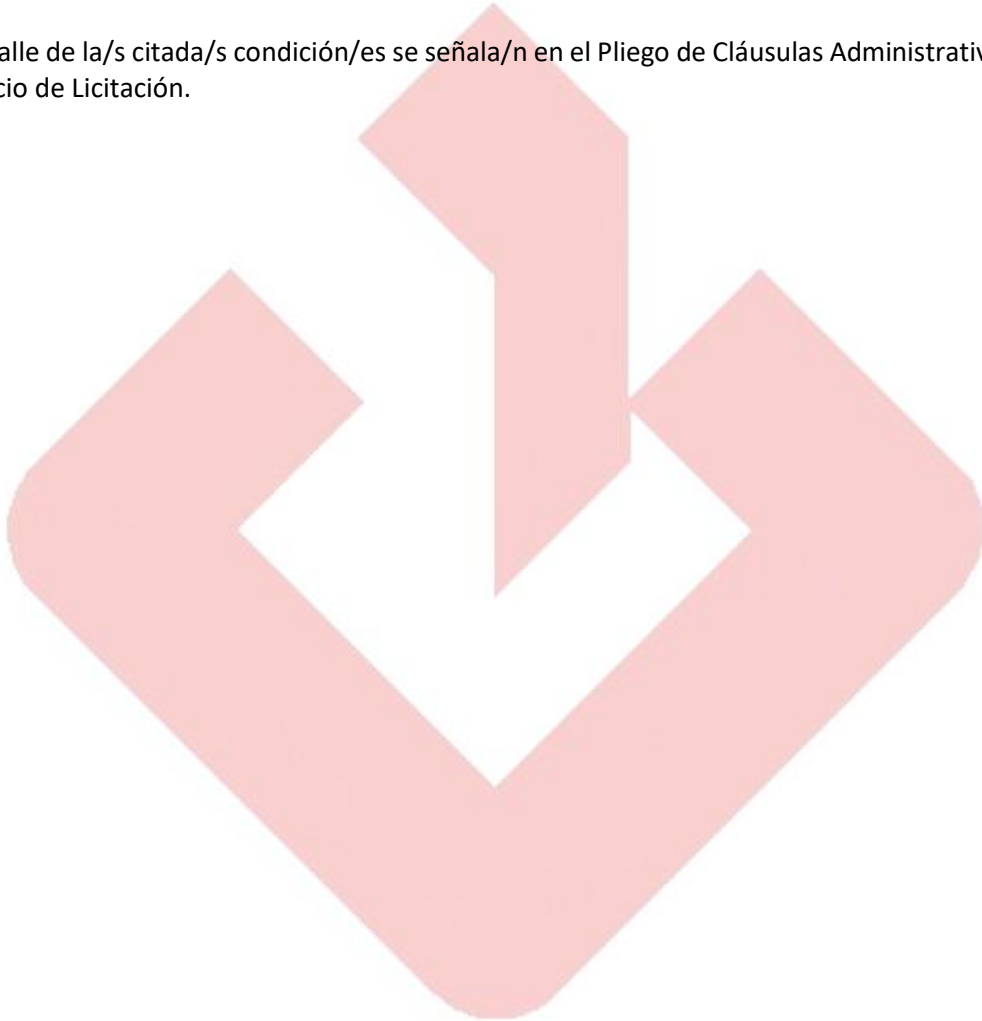 alle de la/s citada/s condición/es se señala/n en el Pliego de Cláusulas Administrativ
cio de Licitación.